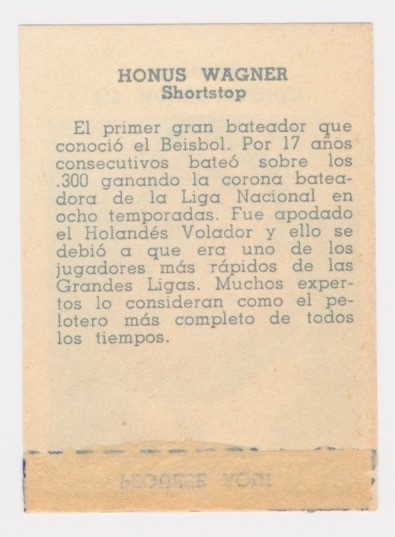 HONUS WAGNER
Shortstop
El primer gran bateador que
conoció el Beisbol. Por 17 años
consecutivos bateó sobre los
.300 ganando la corona batea-
dora de la Liga Nacional en
ocho temporadas. Fue apodado
el Holandés Volador y ello se
debió a que era uno de los
jugadores más rápidos de las
Grandes Ligas. Muchos exper-
tos lo consideran como el pe-
lotero más completo de todos
los tiempos.